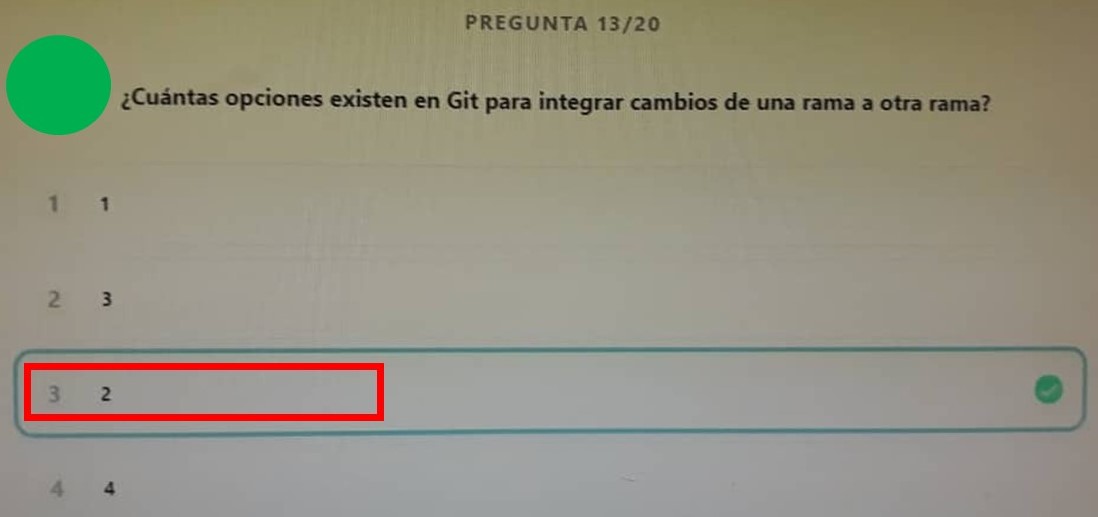 PREGUNTA 13/20
¿Cuántas opciones existen en Git para integrar cambios de una rama a otra rama?
1 1
2 3
3 2
4 4